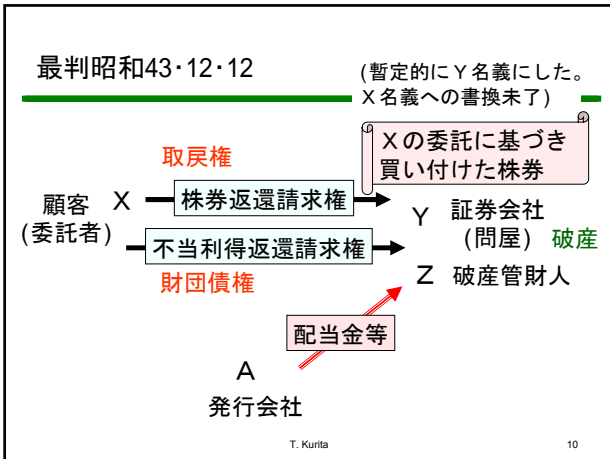 最判昭和43･12･12
(暫定的にＹ名義にした。
Ｘ名義への書換未了)
Ｘの委託に基づき
買い付けた株券
取戻権
顧客 Ｘ 株券返還請求権 Ｙ 証券会社
(委託者) 不当利得返還請求権 (問屋) 破産
財団債権 Ｚ 破産管財人
配当金等
Ａ
発行会社
T. Kurita 10